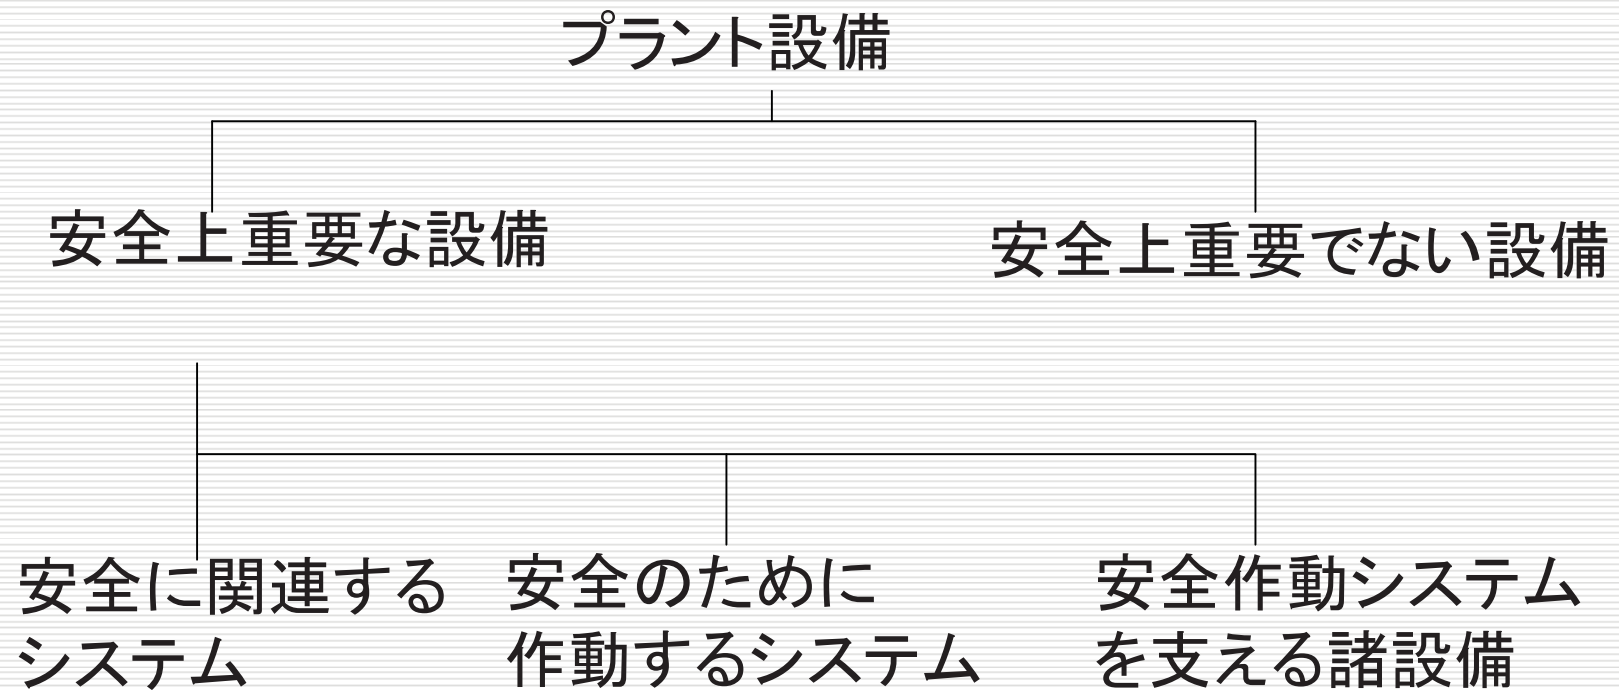 プラント設備
安全上重要な設備
安全上重要でない設備
安全に関連する
システム
安全のために
作動するシステム
安全作動システム
を支える諸設備